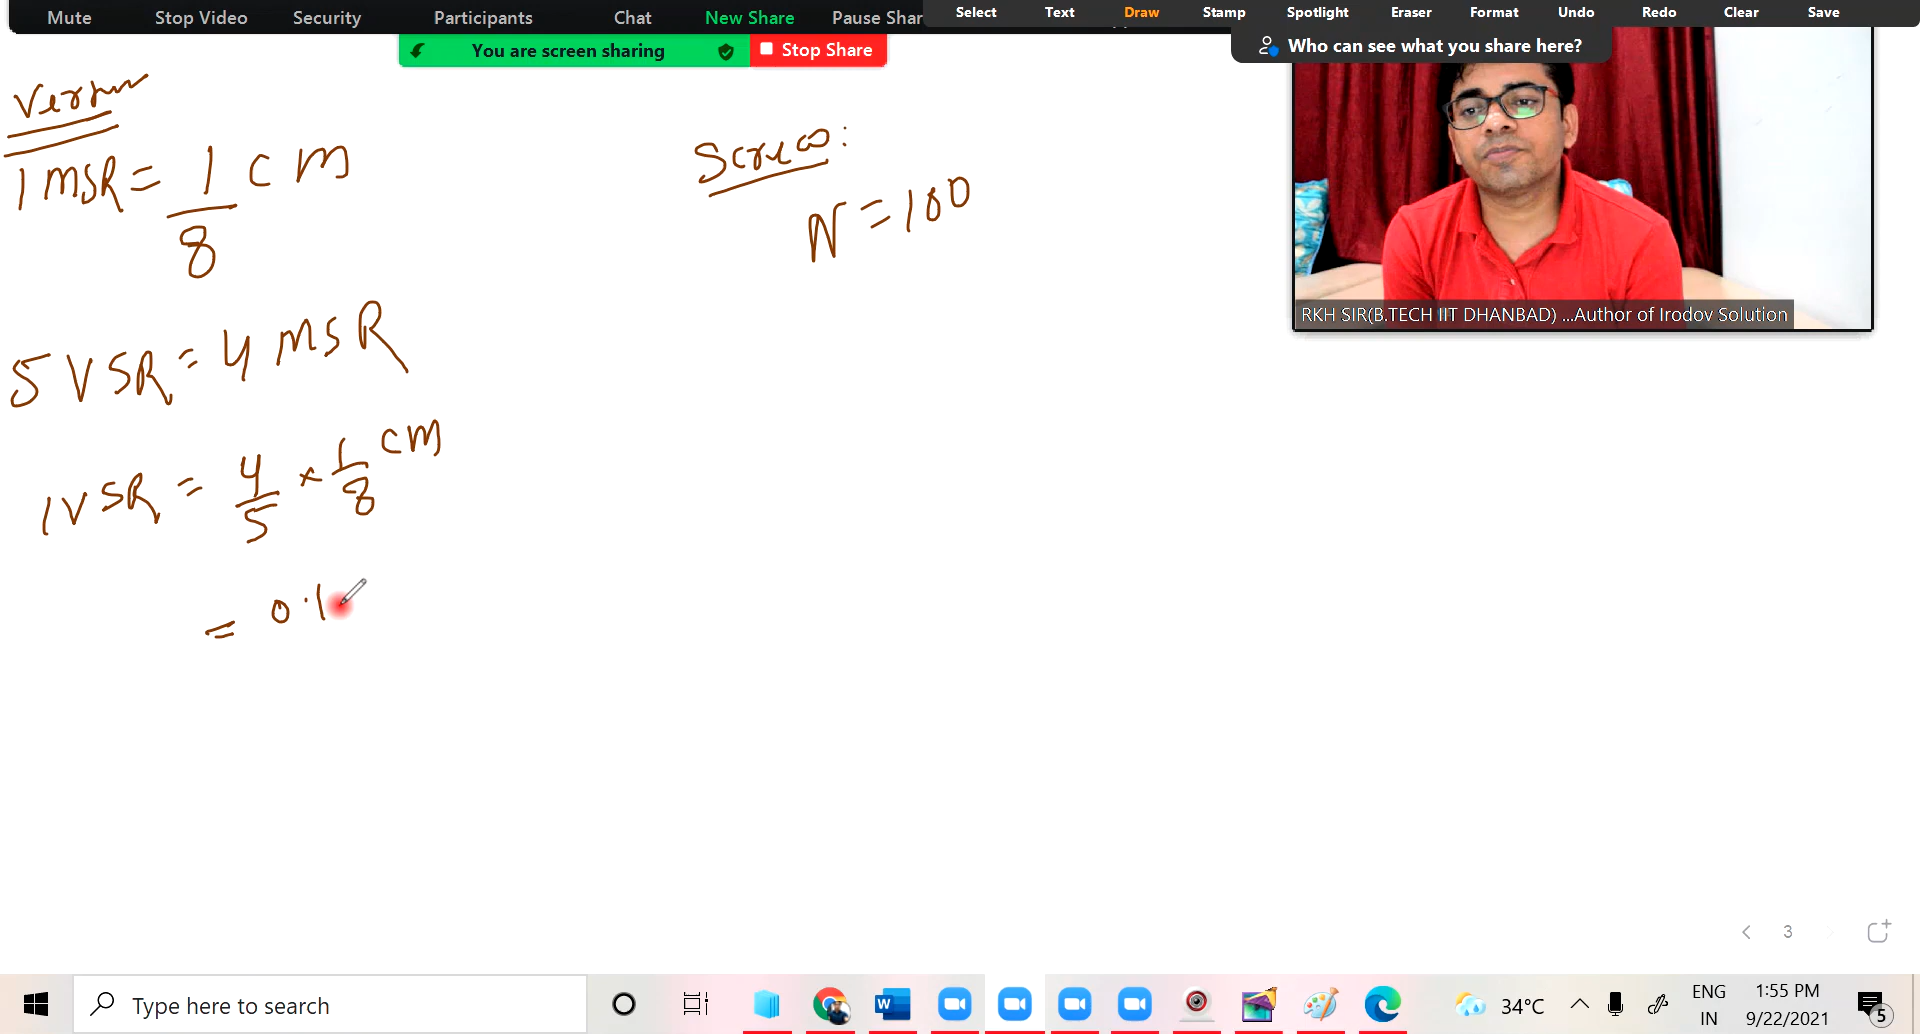 Mute Stop Video Security Participants Chat New Share Pause Shar
Select Text Draw Stamp Spotlight Eraser Format Undo Redo Clear Save
You are screen sharing Stop Share
Who can see what you share here?
1 MSR = 1/8 cm
5 VSR = 4 MSR
1 VSR = 4/5 × 1/8 cm
= 0.1
Screw:
N = 100
RKH SIR(B.TECH IIT DHANBAD) ...Author of Irodov Solution
3
Type here to search
34°C
ENG
IN
1:55 PM
9/22/2021
5